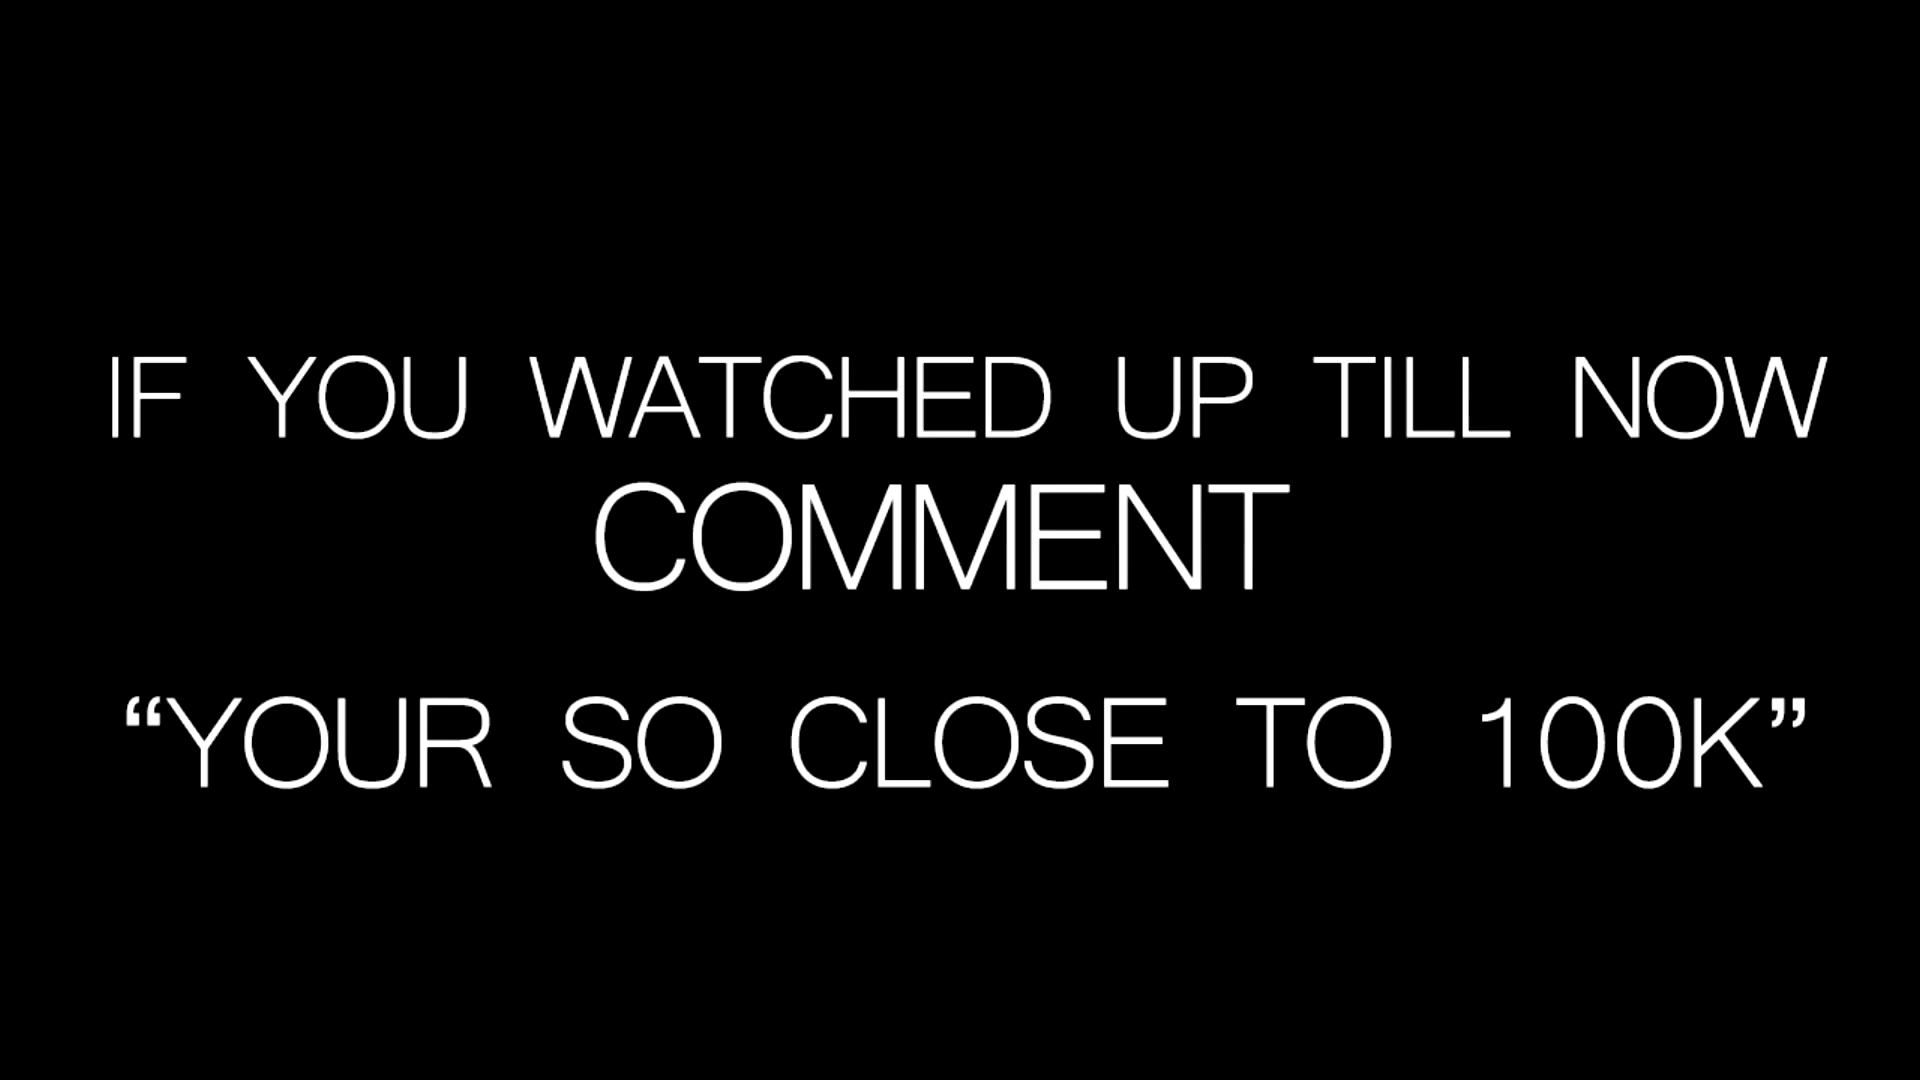 IF YOU WATCHED UP TILL NOW
COMMENT
“YOUR SO CLOSE TO 100K”